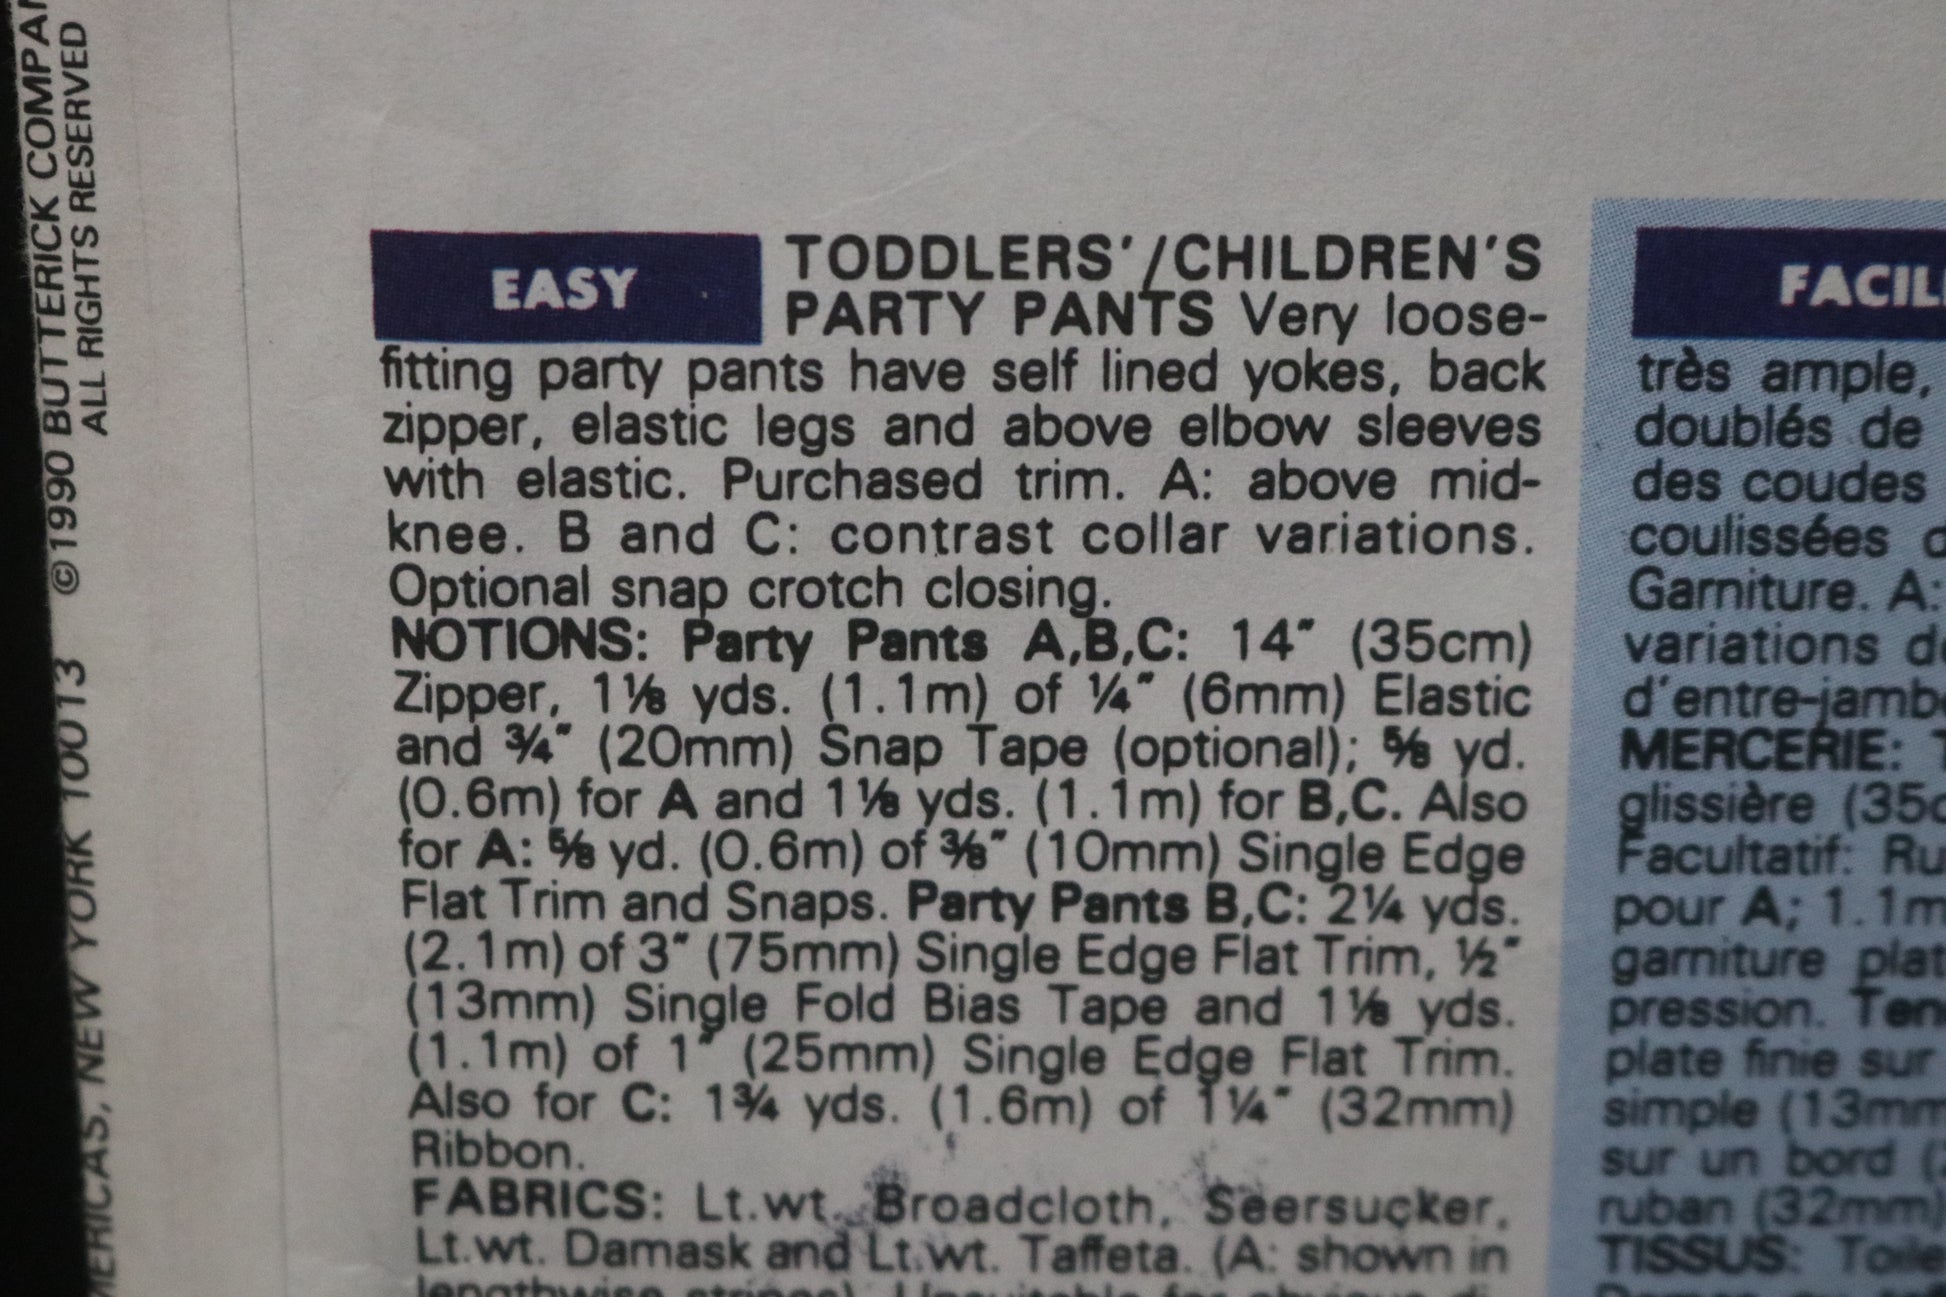 ©1990 BUTTERICK COMPA
ALL RIGHTS RESERVED
NEW YORK 10013
EASY
TODDLERS'/CHILDREN'S
PARTY PANTS Very loose-
fitting party pants have self lined yokes, back
zipper, elastic legs and above elbow sleeves
with elastic. Purchased trim. A: above mid-
knee. B and C: contrast collar variations.
Optional snap crotch closing.
NOTIONS: Party Pants A,B,C: 14″ (35cm)
Zipper, 1⅛ yds. (1.1m) of ¼″ (6mm) Elastic
and ¾″ (20mm) Snap Tape (optional); ⅝ yd.
(0.6m) for A and 1⅛ yds. (1.1m) for B,C. Also
for A: ⅝ yd. (0.6m) of ⅜″ (10mm) Single Edge
Flat Trim and Snaps. Party Pants B,C: 2¼ yds.
(2.1m) of 3″ (75mm) Single Edge Flat Trim, ½″
(13mm) Single Fold Bias Tape and 1⅛ yds.
(1.1m) of 1″ (25mm) Single Edge Flat Trim.
Also for C: 1¾ yds. (1.6m) of 1¼″ (32mm)
Ribbon.
FABRICS: Lt.wt. Broadcloth, Seersucker,
Lt.wt. Damask and Lt.wt. Taffeta. (A: shown in
FACIL
très ample,
doublés de
des coudes
coulissées
Garniture. A:
variations
d'entre-jamb
MERCERIE:
glissière (35
Facultatif: Ru
pour A; 1.1m
garniture plat
pression. Ten
plate finie sur
simple (13mm
sur un bord
ruban (32mm)
TISSUS: Toile